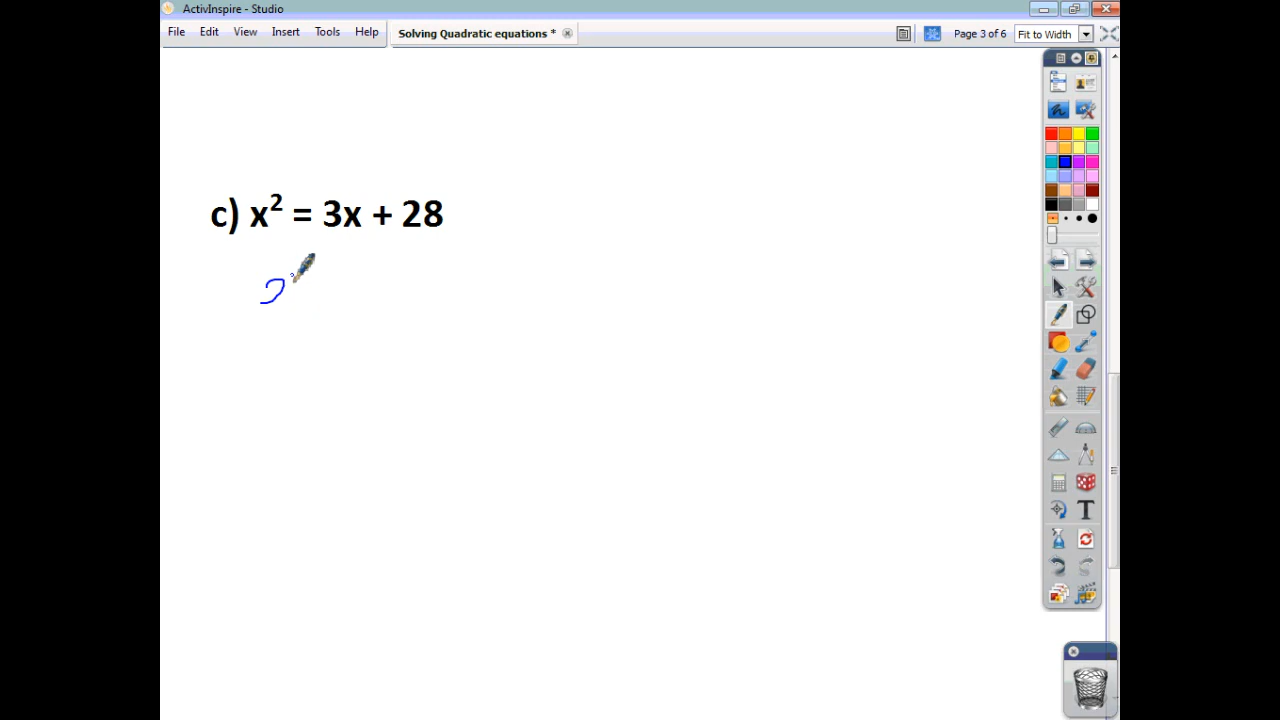 ActivInspire - Studio
File Edit View Insert Tools Help Solving Quadratic equations * Page 3 of 6 Fit to Width
c) x² = 3x + 28